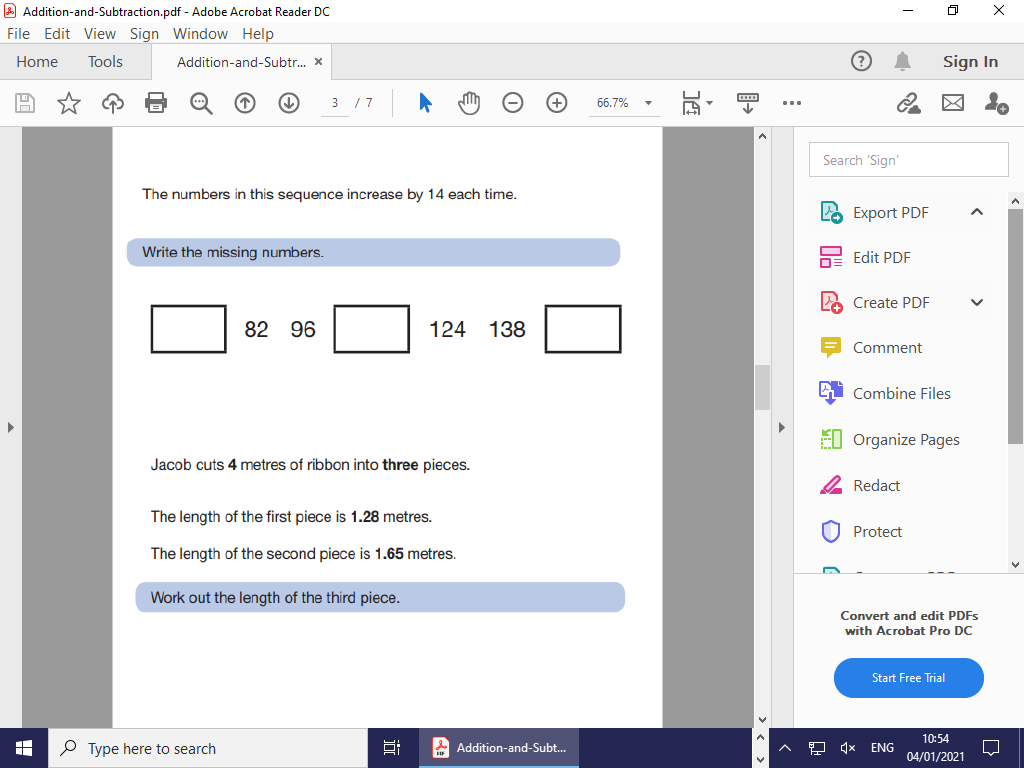 Addition-and-Subtraction.pdf - Adobe Acrobat Reader DC
File Edit View Sign Window Help
Home Tools Addition-and-Subtr... × Sign In
3 / 7 66.7%
The numbers in this sequence increase by 14 each time.
Write the missing numbers.
82 96 124 138
Jacob cuts 4 metres of ribbon into three pieces.
The length of the first piece is 1.28 metres.
The length of the second piece is 1.65 metres.
Work out the length of the third piece.
Search 'Sign'
Export PDF
Edit PDF
Create PDF
Comment
Combine Files
Organize Pages
Redact
Protect
Convert and edit PDFs
with Acrobat Pro DC
Start Free Trial
Type here to search
Addition-and-Subt...
ENG
10:54
04/01/2021